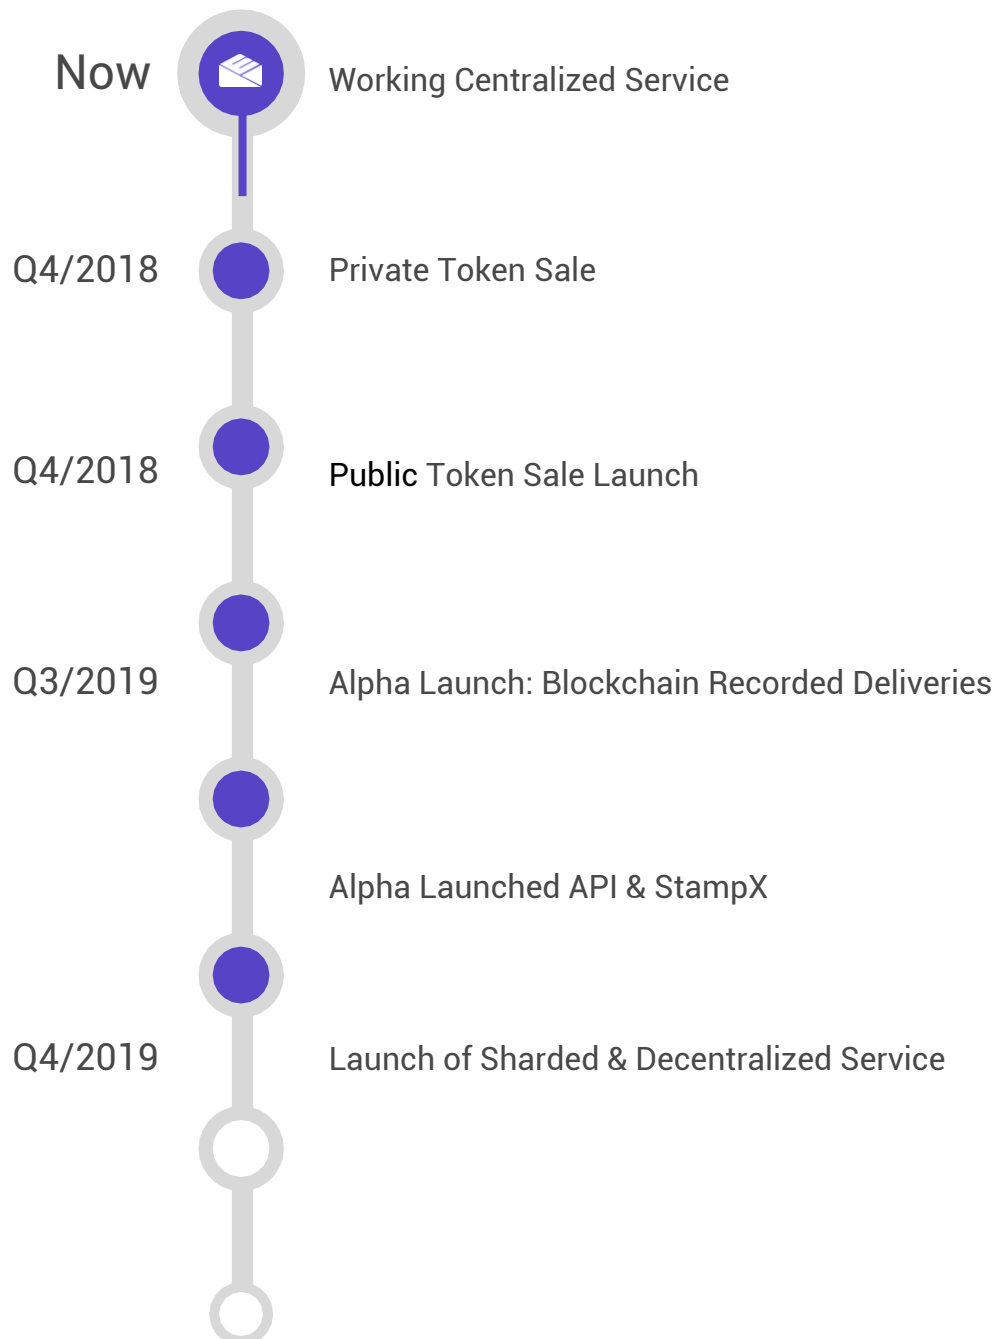 Now Working Centralized Service
Q4/2018 Private Token Sale
Q4/2018 Public Token Sale Launch
Q3/2019 Alpha Launch: Blockchain Recorded Deliveries
Alpha Launched API & StampX
Q4/2019 Launch of Sharded & Decentralized Service